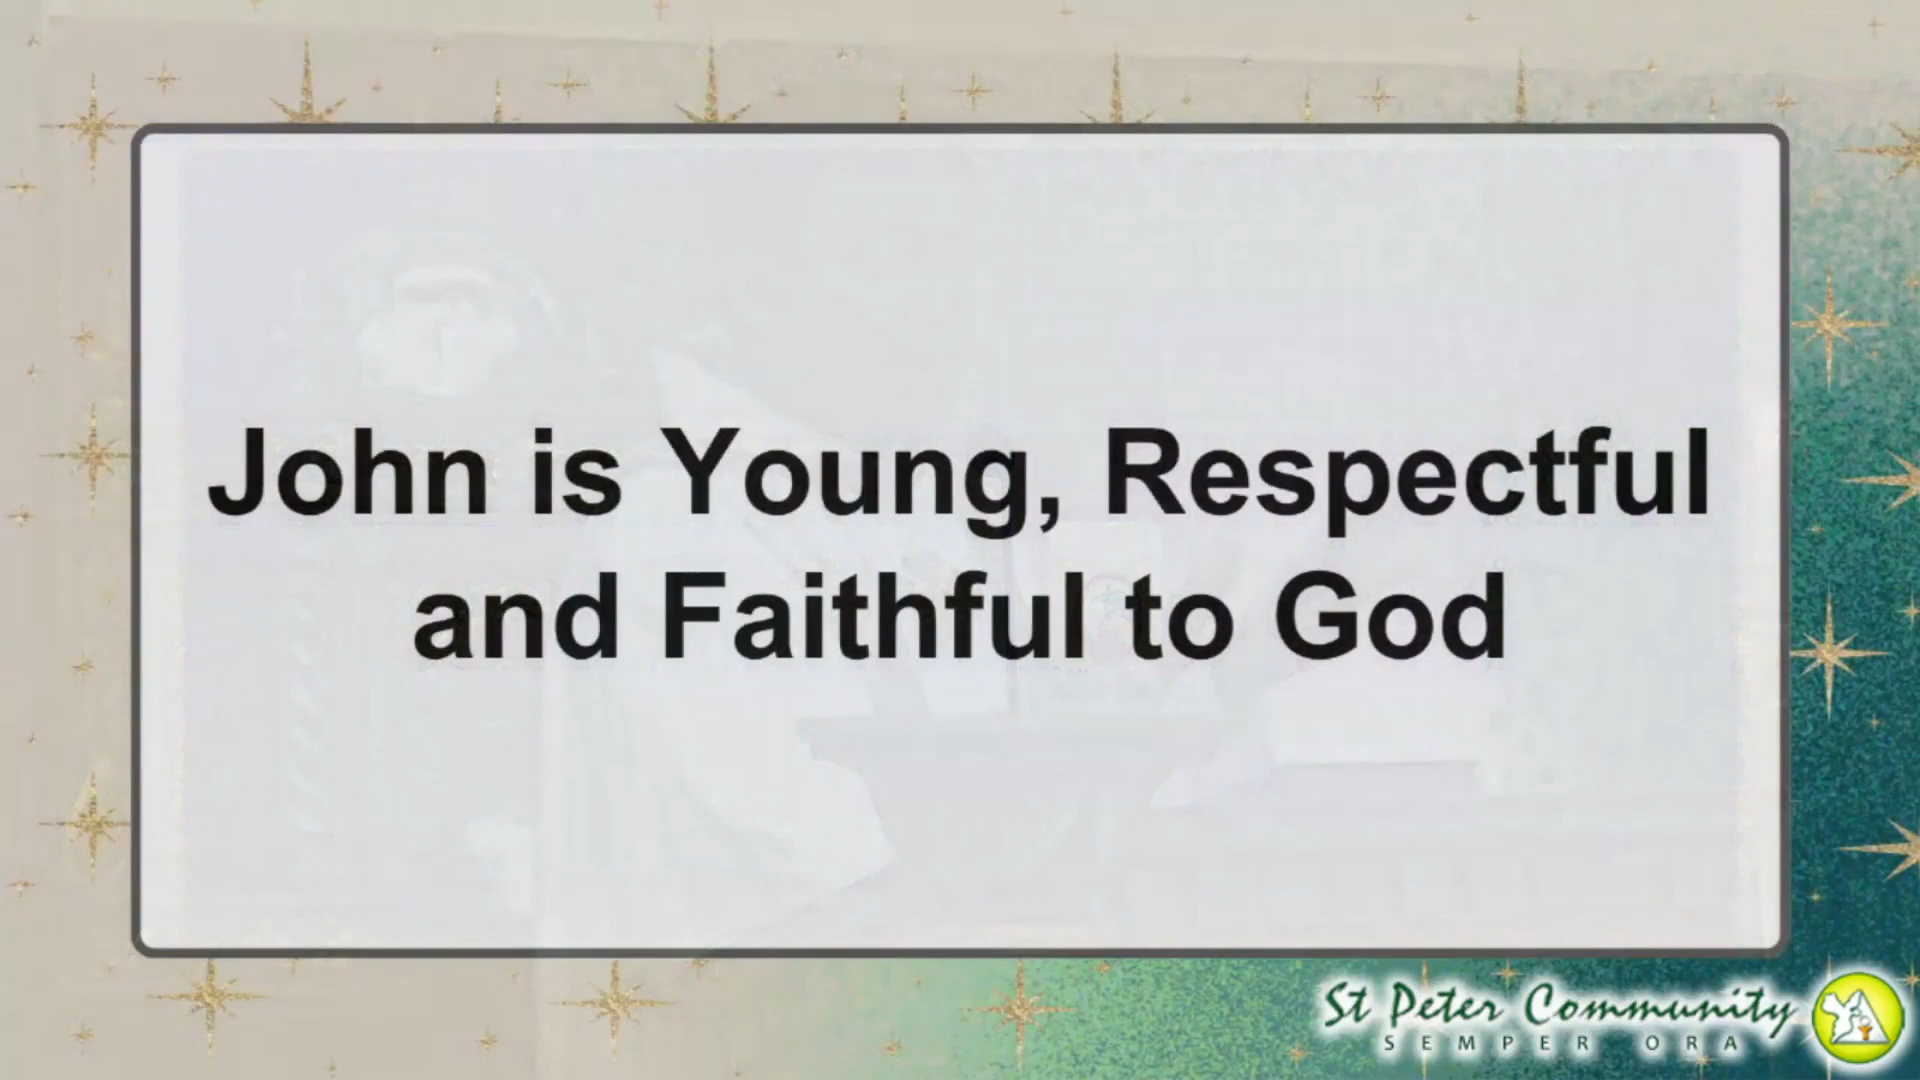 John is Young, Respectful
and Faithful to God
St Peter Community
SEMPER ORA